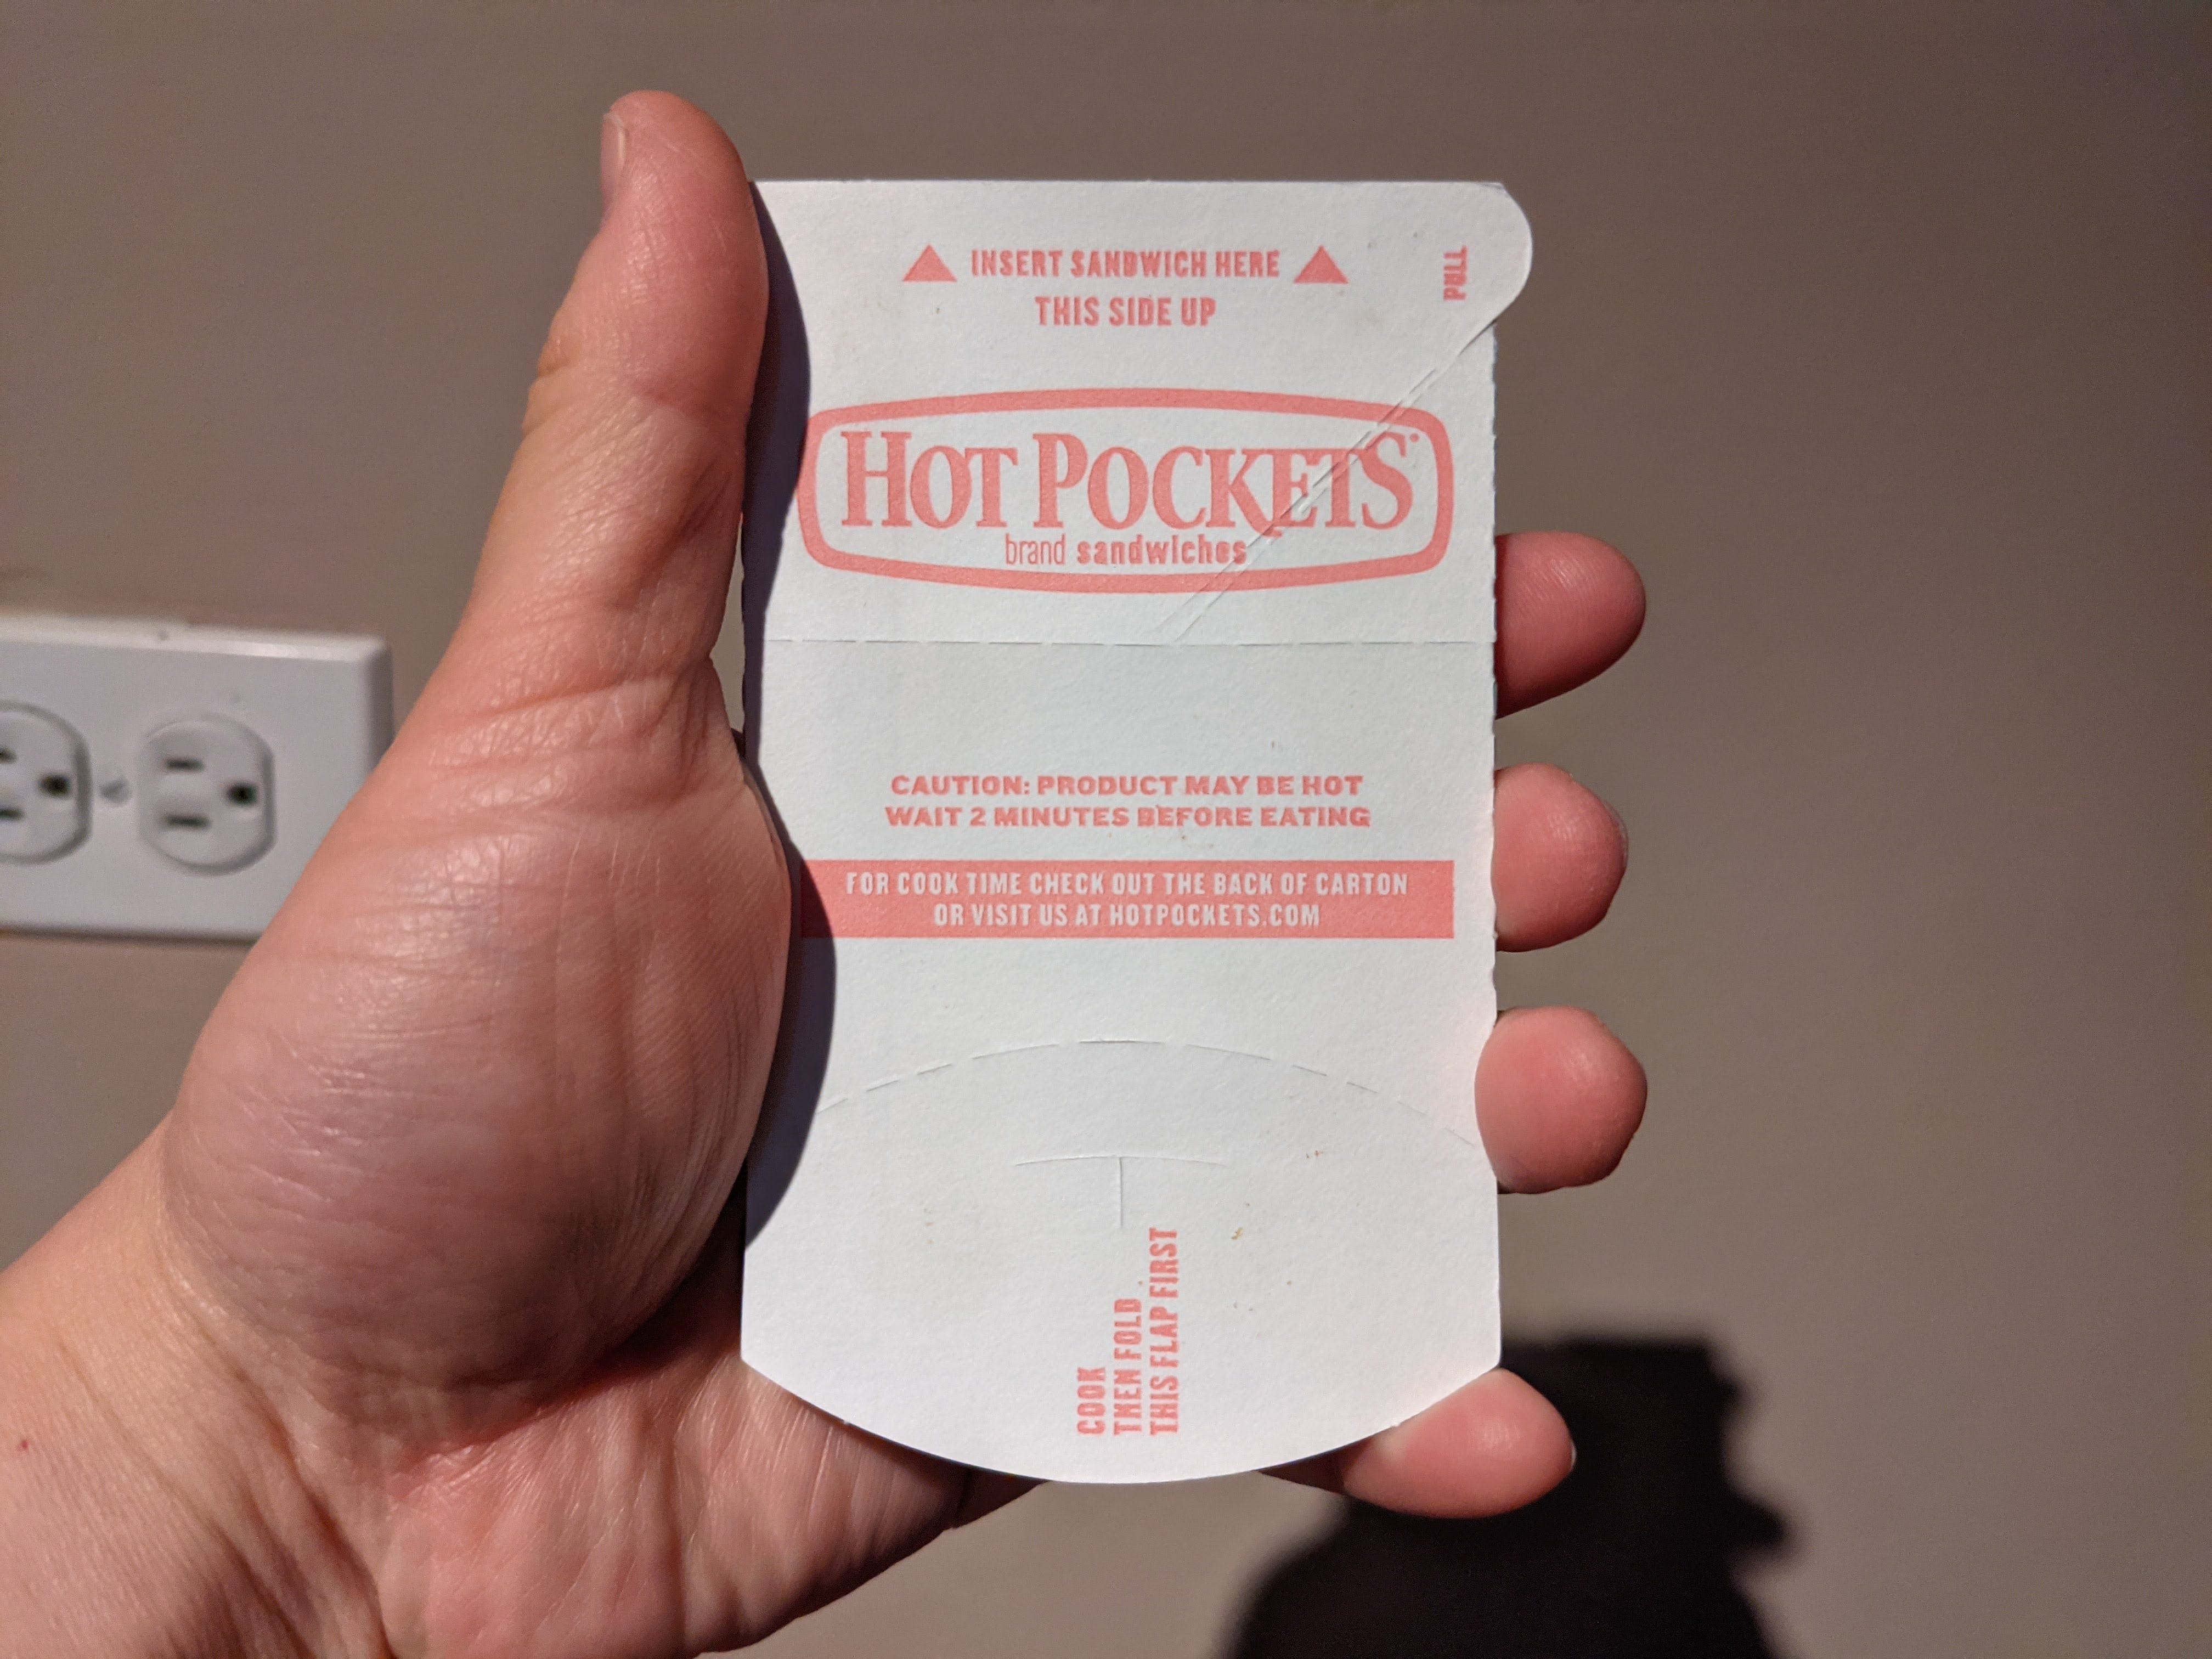 INSERT SANDWICH HERE
THIS SIDE UP
PULL
HOT POCKETS
brand sandwiches
CAUTION: PRODUCT MAY BE HOT
WAIT 2 MINUTES BEFORE EATING
FOR COOK TIME CHECK OUT THE BACK OF CARTON
OR VISIT US AT HOTPOCKETS.COM
COOK
THEN FOLD
THIS FLAP FIRST